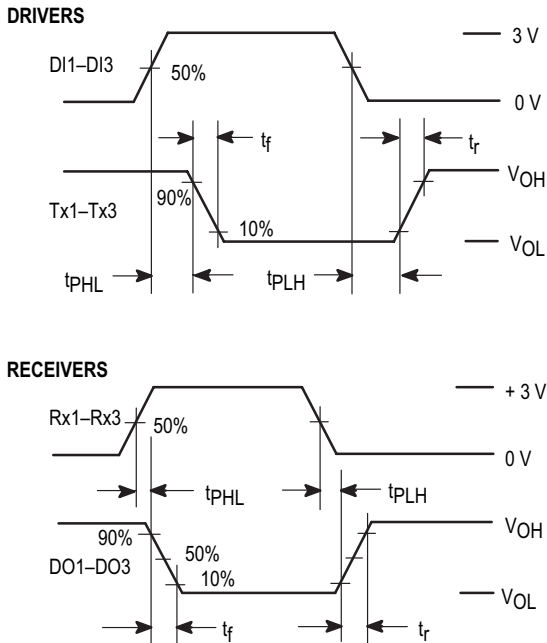 DRIVERS
3 V
DI1–DI3
50%
0 V
tf
tr
VOH
90%
Tx1–Tx3
10%
VOL
tPHL
tPLH
RECEIVERS
+ 3 V
Rx1–Rx3
50%
0 V
tPHL
tPLH
VOH
90%
50%
DO1–DO3
10%
VOL
tf
tr